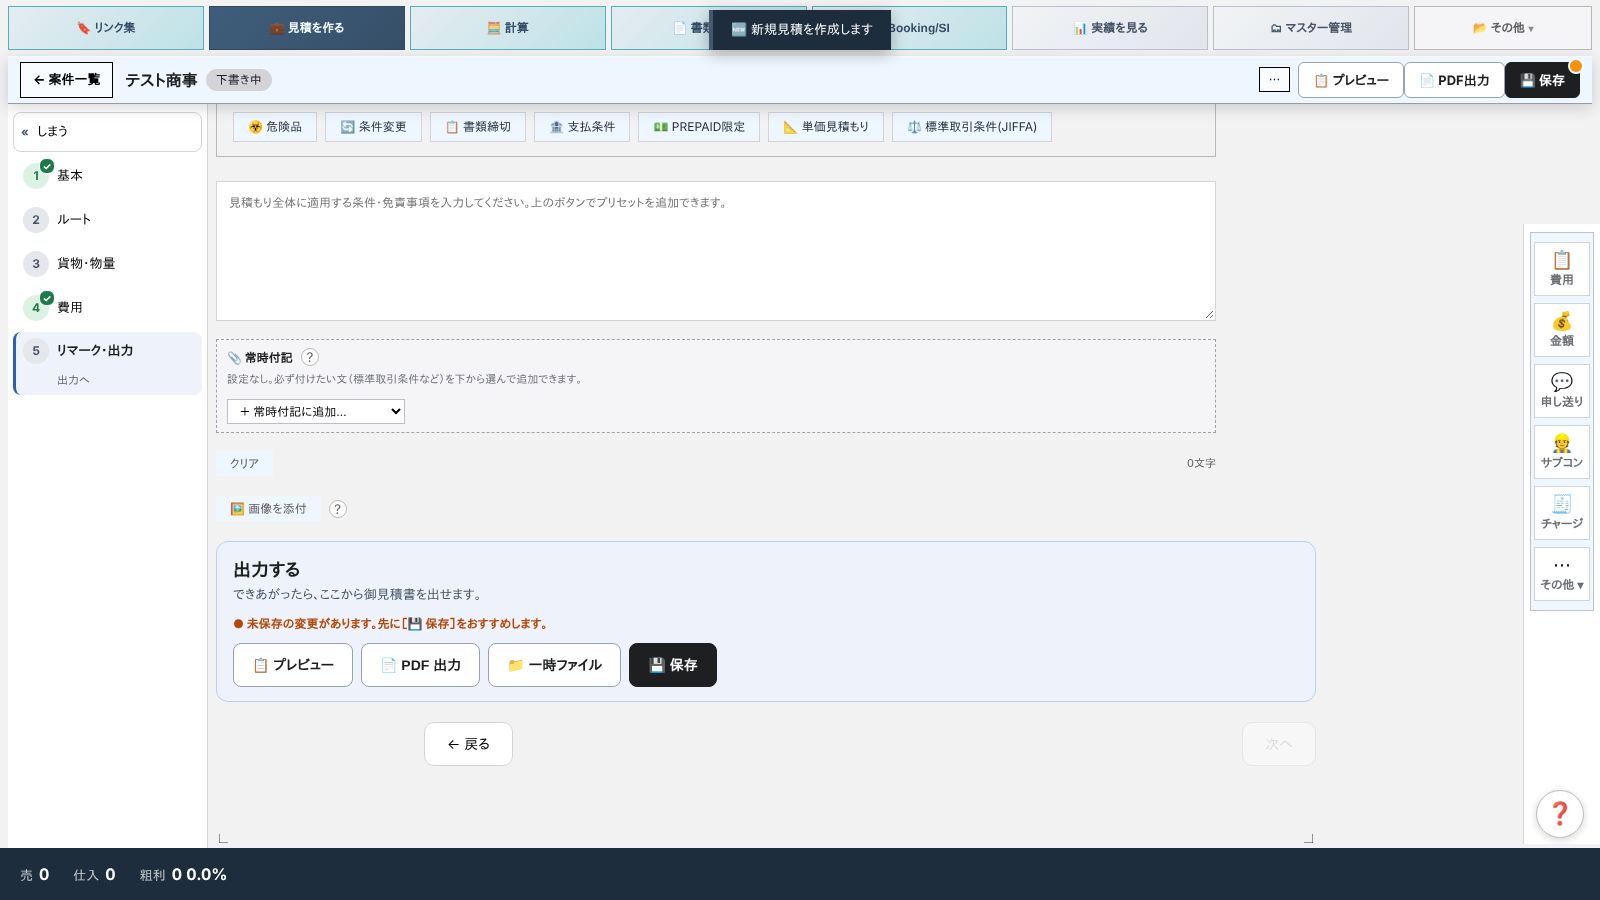 リンク集
見積を作る
計算
書類
Booking/SI
実績を見る
マスター管理
その他 ▾
新規見積を作成します
← 案件一覧
テスト商事
下書き中
…
プレビュー
PDF出力
保存
« しまう
1 基本
2 ルート
3 貨物・物量
4 費用
5 リマーク・出力
出力へ
危険品
条件変更
書類締切
支払条件
PREPAID限定
単価見積もり
標準取引条件(JIFFA)
見積もり全体に適用する条件・免責事項を入力してください。上のボタンでプリセットを追加できます。
常時付記 ?
設定なし。必ず付けたい文（標準取引条件など）を下から選んで追加できます。
＋ 常時付記に追加...
クリア
0文字
画像を添付 ?
出力する
できあがったら、ここから御見積書を出せます。
● 未保存の変更があります。先に［💾 保存］をおすすめします。
プレビュー
PDF 出力
一時ファイル
保存
← 戻る
次へ
費用
金額
申し送り
サブコン
チャージ
…
その他 ▾
❓
売 0
仕入 0
粗利 0 0.0%